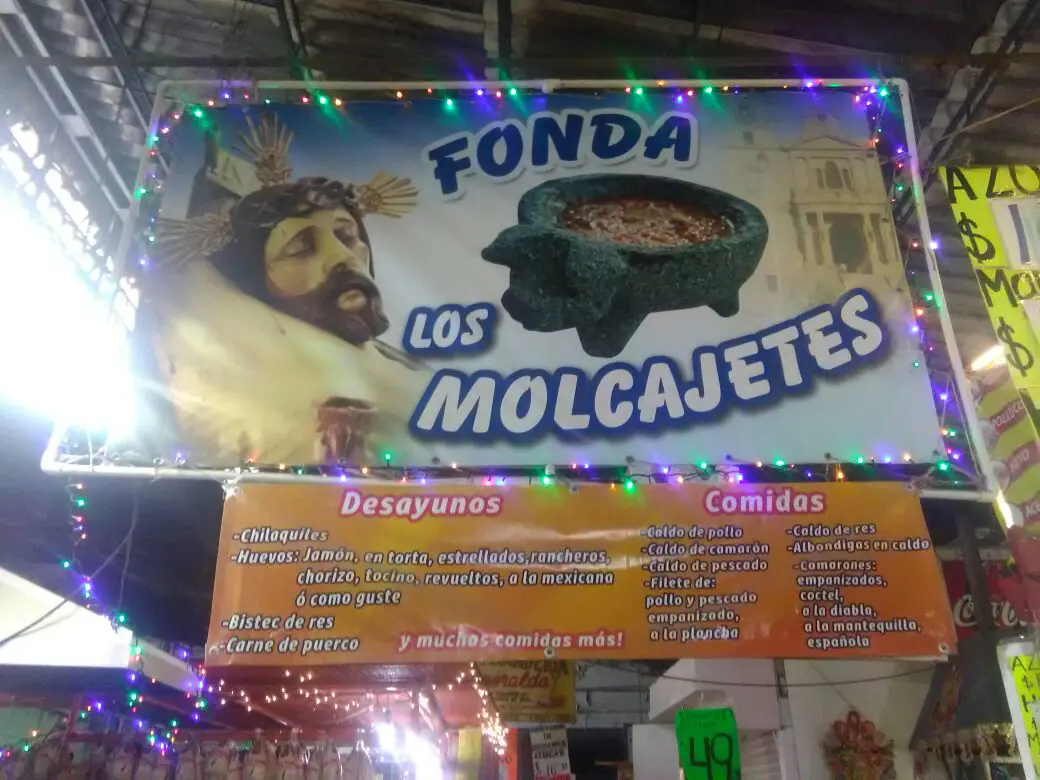 FONDA
LOS
MOLCAJETES
Desayunos
-Chilaquiles
-Huevos: Jamón, en torta, estrellados,rancheros,
chorizo, tocino, revueltos, a la mexicana
ó como guste
-Bistec de res
-Carne de puerco
y muchas comidas más!
Comidas
-Caldo de pollo
-Caldo de camarón
-Caldo de pescado
-Filete de:
pollo y pescado
empanizado,
a la plancha
-Caldo de res
-Albondigas en caldo
-Comarones:
empanizados,
coctel,
a la diabla,
a la mantequilla,
española
$
$
49